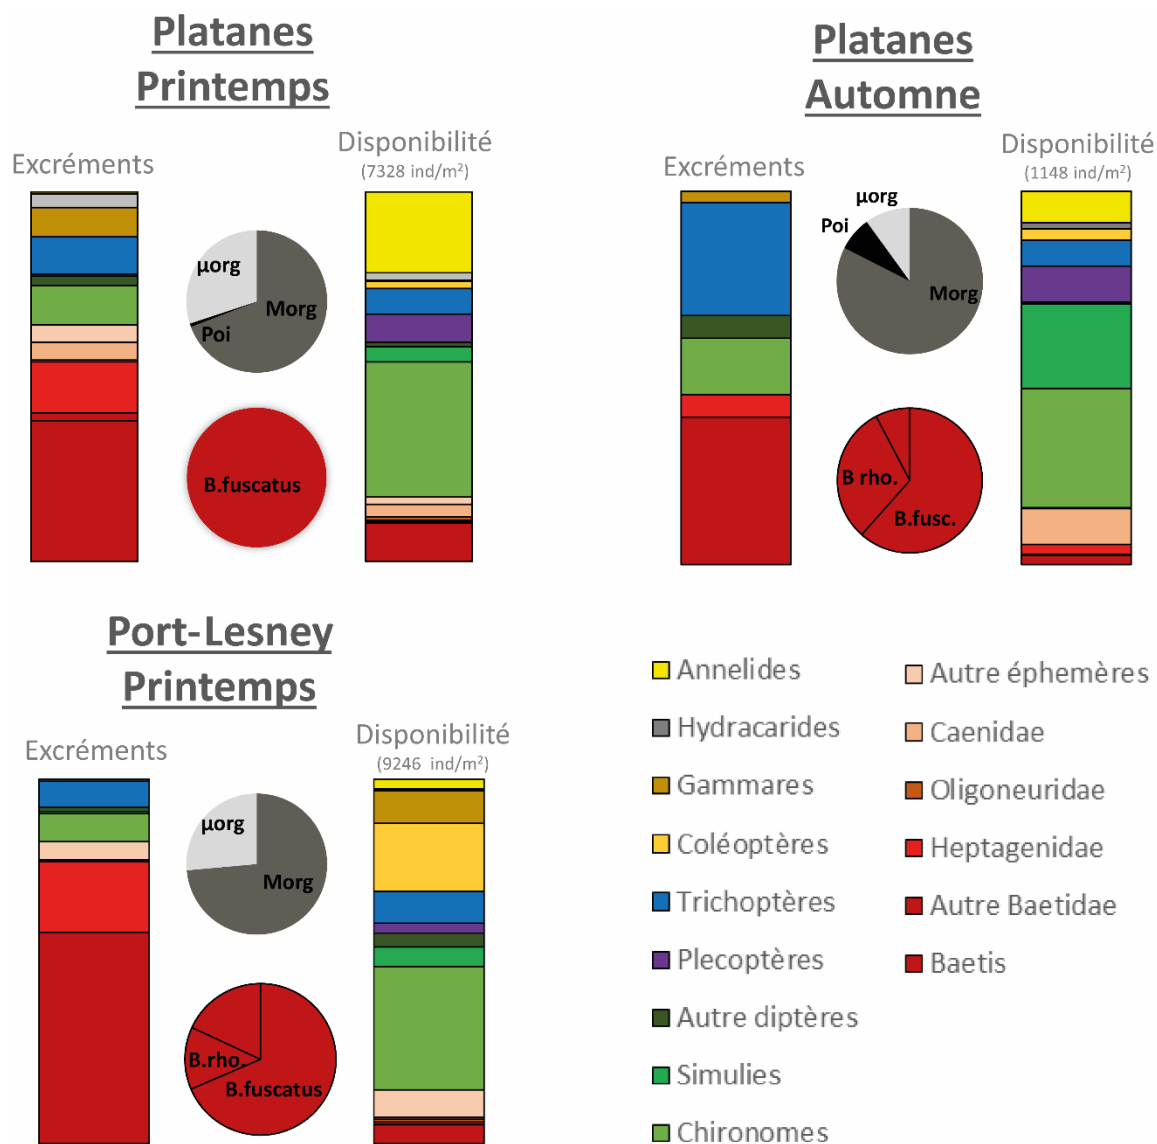 Platanes
Printemps
Excréments
Disponibilité
(7328 ind/m²)
µorg
Morg
Poi
B.fuscatus
Platanes
Automne
Excréments
Disponibilité
(1148 ind/m²)
µorg
Poi
Morg
B rho.
B.fusc.
Port-Lesney
Printemps
Excréments
Disponibilité
(9246 ind/m²)
µorg
Morg
B.rho.
B.fuscatus
Annelides
Hydracarides
Gammares
Coléoptères
Trichoptères
Plecoptères
Autre diptères
Simulies
Chironomes
Autre éphemères
Caenidae
Oligoneuridae
Heptagenidae
Autre Baetidae
Baetis